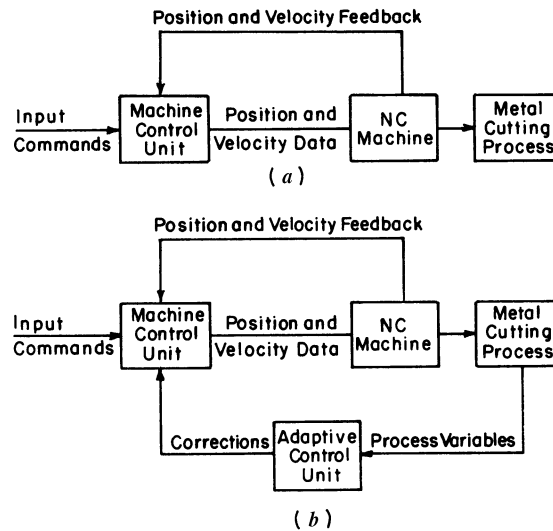 Position and Velocity Feedback
Input
Commands
Machine
Control
Unit
Position and
Velocity Data
NC
Machine
Metal
Cutting
Process
(a)
Position and Velocity Feedback
Input
Commands
Machine
Control
Unit
Position and
Velocity Data
NC
Machine
Metal
Cutting
Process
Corrections
Adaptive
Control
Unit
Process Variables
(b)